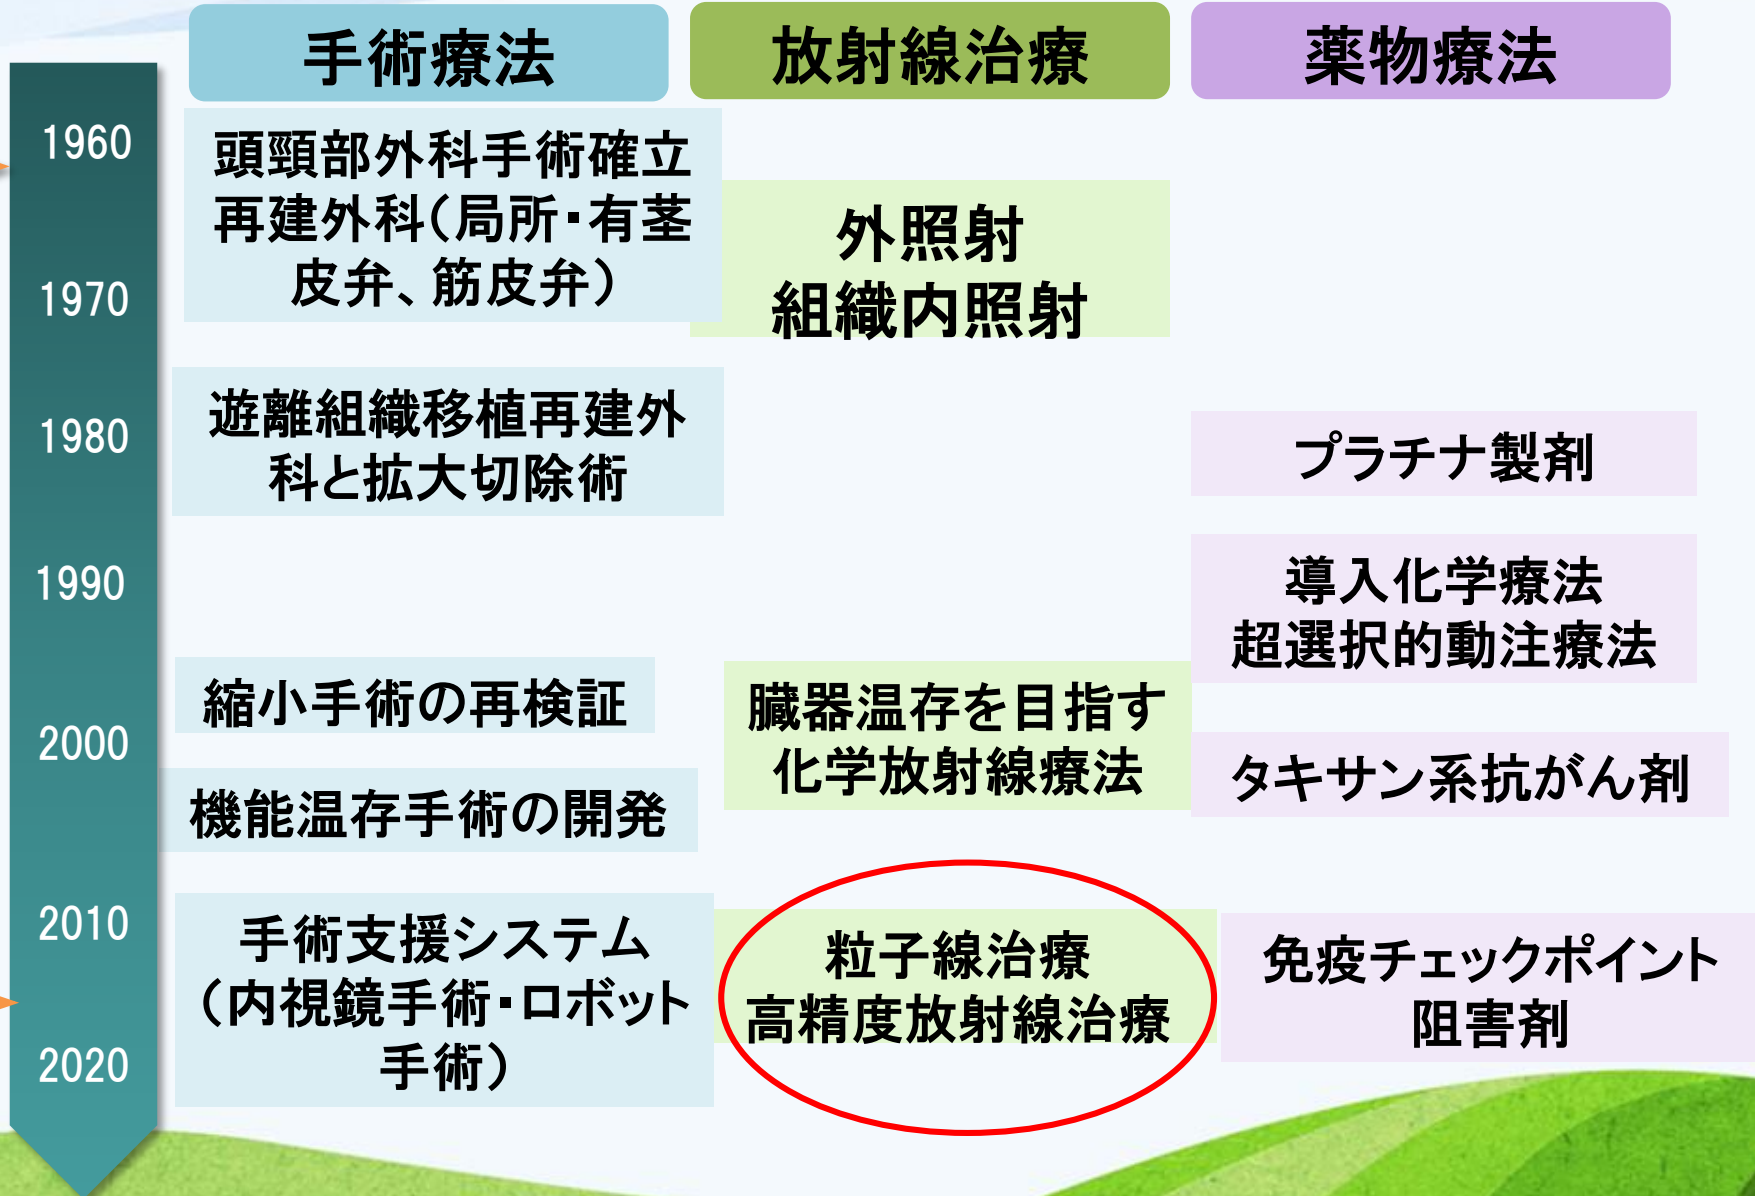 手術療法
放射線治療
薬物療法
1960
1970
1980
1990
2000
2010
2020
頭頸部外科手術確立
再建外科（局所・有茎
皮弁、筋皮弁）
遊離組織移植再建外
科と拡大切除術
縮小手術の再検証
機能温存手術の開発
手術支援システム
（内視鏡手術・ロボット
手術）
外照射
組織内照射
臓器温存を目指す
化学放射線療法
粒子線治療
高精度放射線治療
プラチナ製剤
導入化学療法
超選択的動注療法
タキサン系抗がん剤
免疫チェックポイント
阻害剤